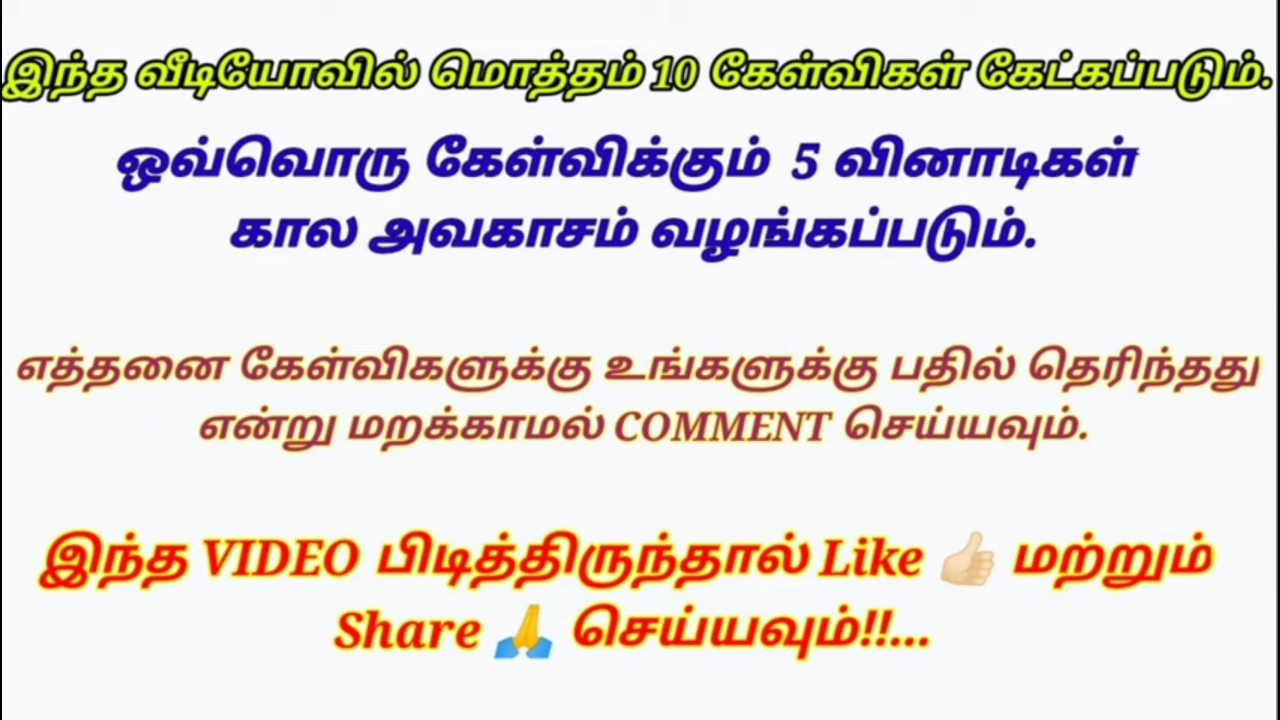 இந்த வீடியோவில் மொத்தம் 10 கேள்விகள் கேட்கப்படும்.
ஒவ்வொரு கேள்விக்கும் 5 வினாடிகள்
கால அவகாசம் வழங்கப்படும்.
எத்தனை கேள்விகளுக்கு உங்களுக்கு பதில் தெரிந்தது
என்று மறக்காமல் COMMENT செய்யவும்.
இந்த VIDEO பிடித்திருந்தால் Like 👍🏻 மற்றும்
Share 🙏 செய்யவும்!!...